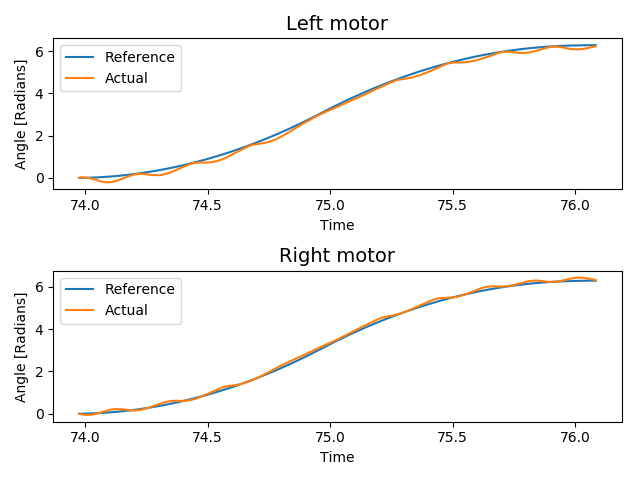 Left motor
Reference
Actual
Angle [Radians]
6
4
2
0
74.0 74.5 75.0 75.5 76.0
Time
Right motor
Reference
Actual
Angle [Radians]
6
4
2
0
74.0 74.5 75.0 75.5 76.0
Time